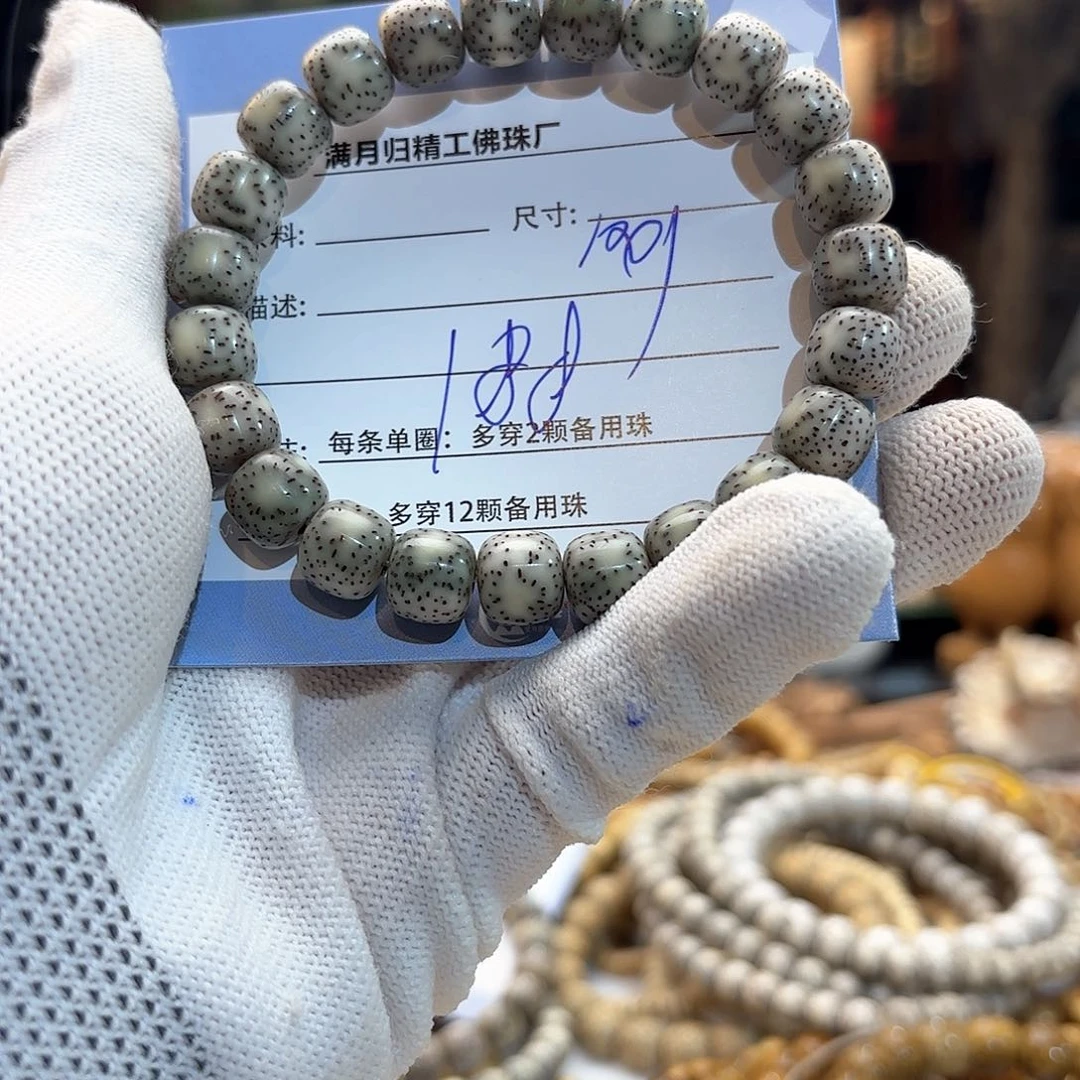 满月归精工佛珠厂
料: 尺寸:
描述:
每条单圈：多穿2颗备用珠
多穿12颗备用珠